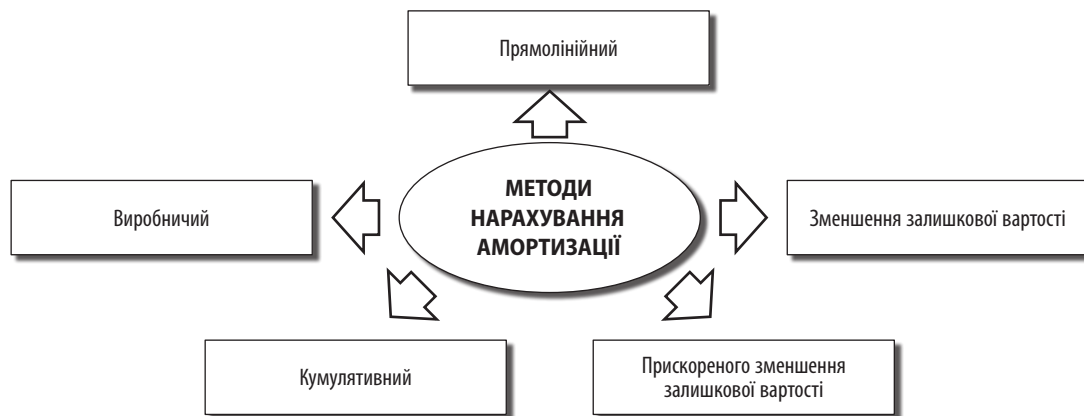 Прямолінійний
МЕТОДИ
НАРАХУВАННЯ
АМОРТИЗАЦІЇ
Виробничий
Зменшення залишкової вартості
Кумулятивний
Прискореного зменшення
залишкової вартості